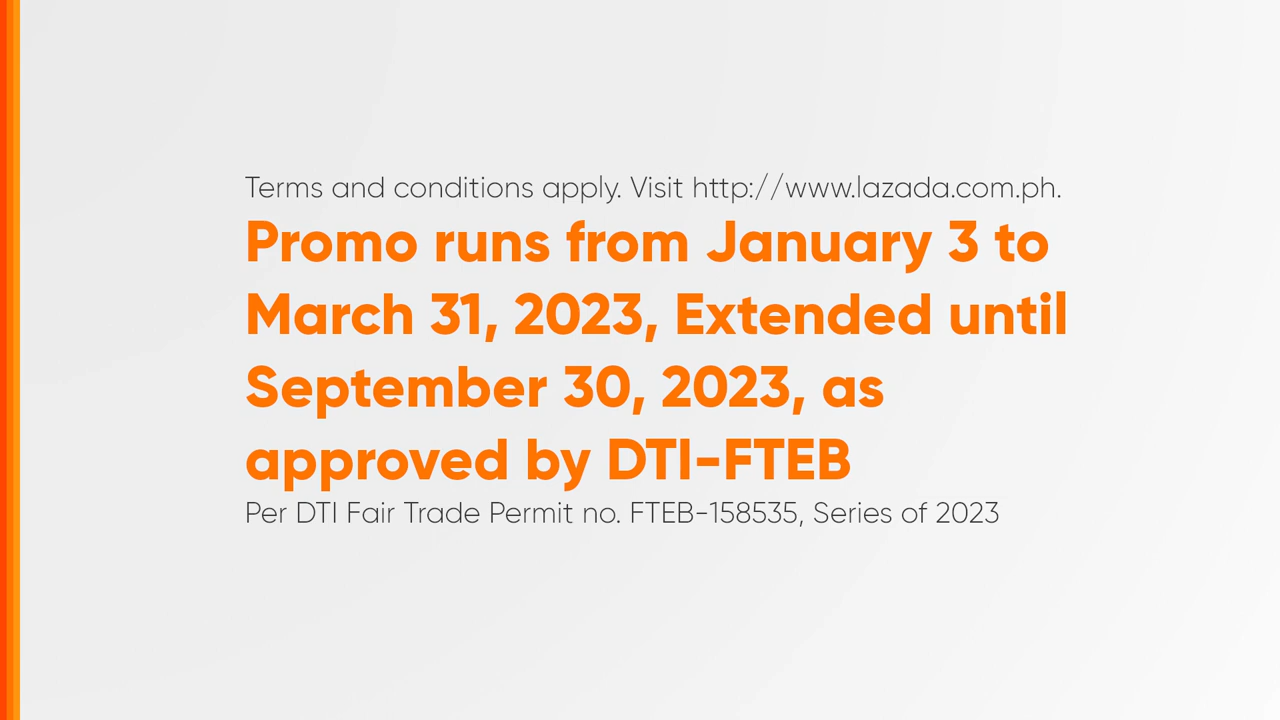 Terms and conditions apply. Visit http://www.lazada.com.ph.
Promo runs from January 3 to
March 31, 2023, Extended until
September 30, 2023, as
approved by DTI-FTEB
Per DTI Fair Trade Permit no. FTEB-158535, Series of 2023